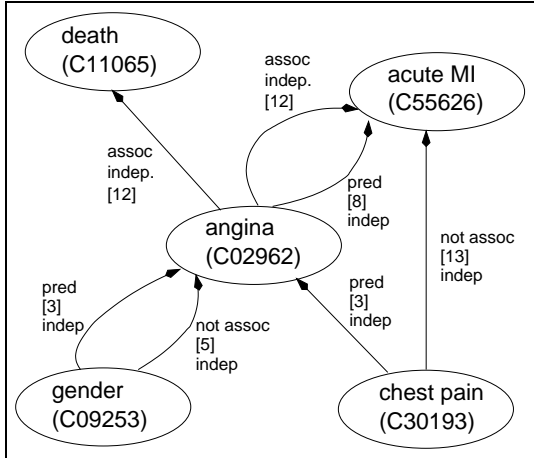 death
(C11065)
assoc
indep.
[12]
acute MI
(C55626)
assoc
indep.
[12]
pred
[8]
indep
angina
(C02962)
not assoc
[13]
indep
pred
[3]
indep
not assoc
[5]
indep
pred
[3]
indep
gender
(C09253)
chest pain
(C30193)